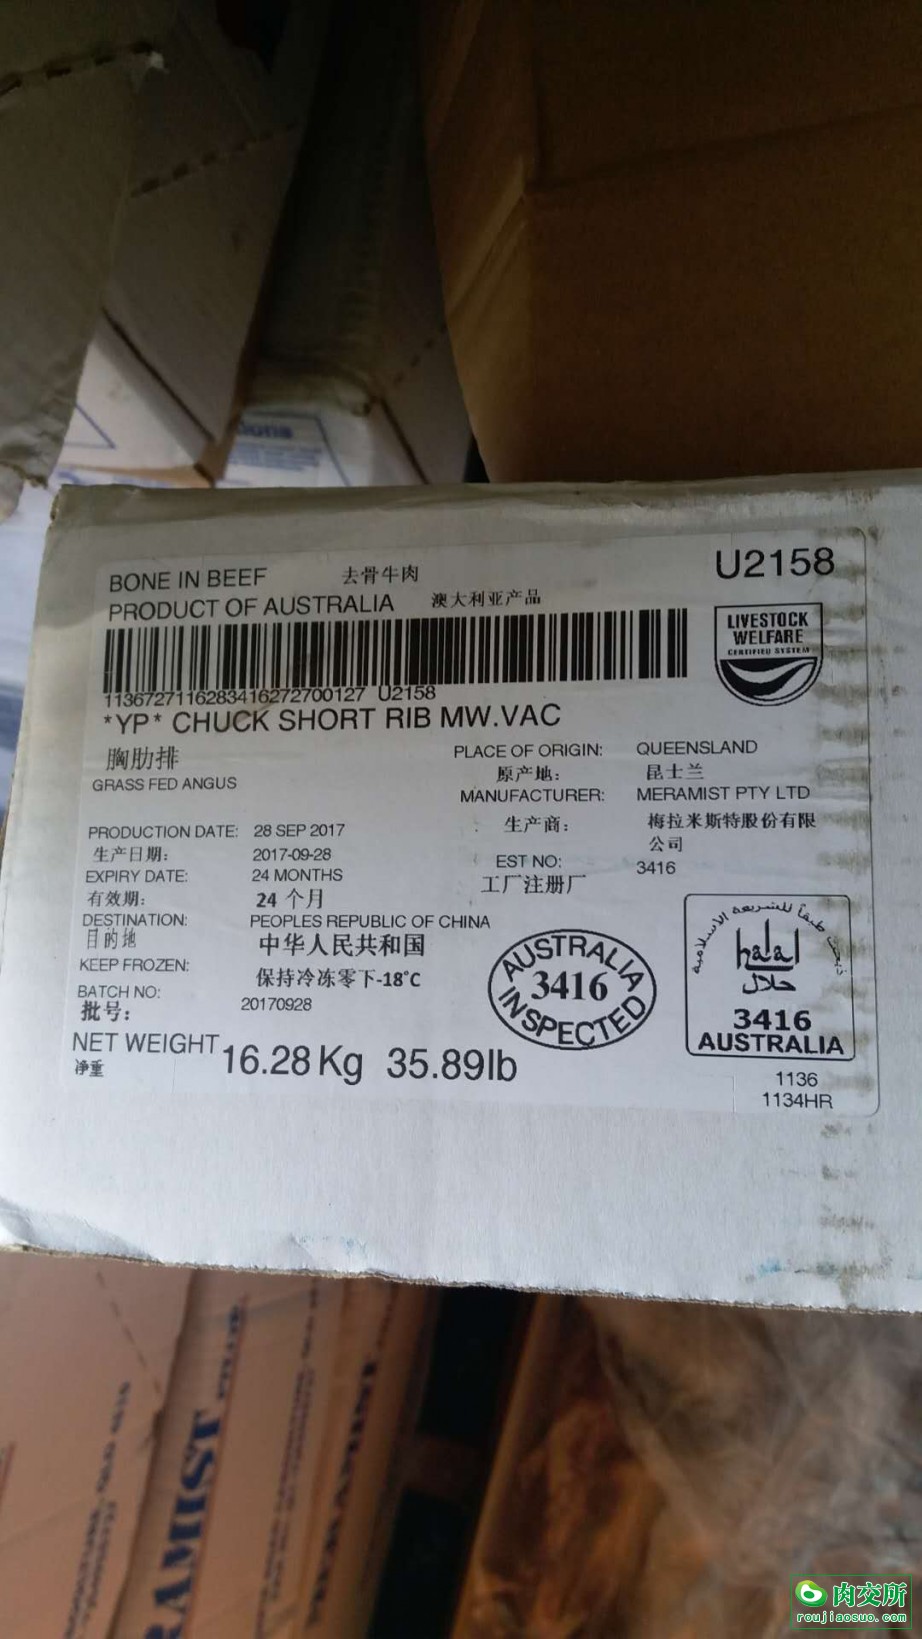 BONE IN BEEF 去骨牛肉
PRODUCT OF AUSTRALIA 澳大利亚产品
U2158
LIVESTOCK
WELFARE
CERTIFIED SYSTEM
11367271162834162727001​27 U2158
*YP* CHUCK SHORT RIB MW.VAC
胸肋排
GRASS FED ANGUS
PLACE OF ORIGIN: QUEENSLAND
原产地: 昆士兰
MANUFACTURER: MERAMIST PTY LTD
生产商: 梅拉米斯特股份有限
公司
EST NO: 3416
工厂注册厂
PRODUCTION DATE: 28 SEP 2017
生产日期: 2017-09-28
EXPIRY DATE: 24 MONTHS
有效期: 24 个月
DESTINATION: PEOPLES REPUBLIC OF CHINA
目的地 中华人民共和国
KEEP FROZEN: 保持冷冻零下-18°C
BATCH NO: 20170928
批号:
NET WEIGHT 16.28Kg 35.89lb
净重
AUSTRALIA
3416
INSPECTED
halal
حلال
3416
AUSTRALIA
1136
1134HR
RAMIST
肉交所
roujiaosuo.com